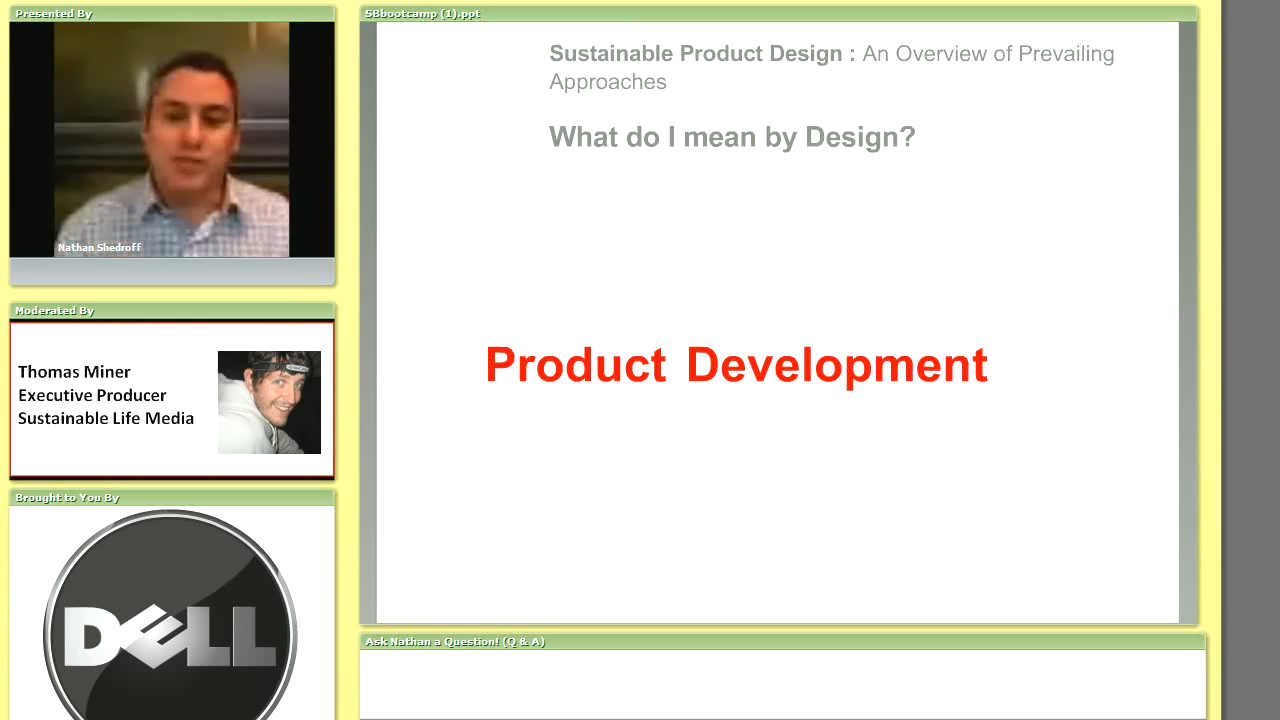 Presented By
Nathan Shedroff
Moderated By
Thomas Miner
Executive Producer
Sustainable Life Media
Brought to You By
DELL
SBbootcamp (1).ppt
Sustainable Product Design : An Overview of Prevailing
Approaches
What do I mean by Design?
Product Development
Ask Nathan a Question! (Q & A)